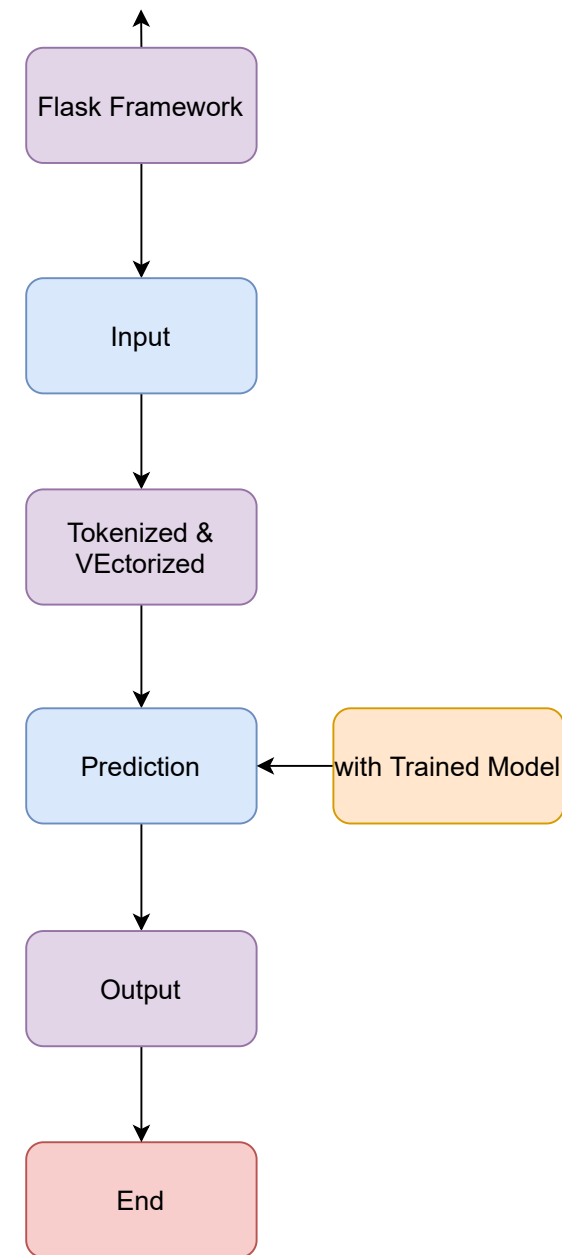 Flask Framework
Input
Tokenized &
VEctorized
Prediction
with Trained Model
Output
End